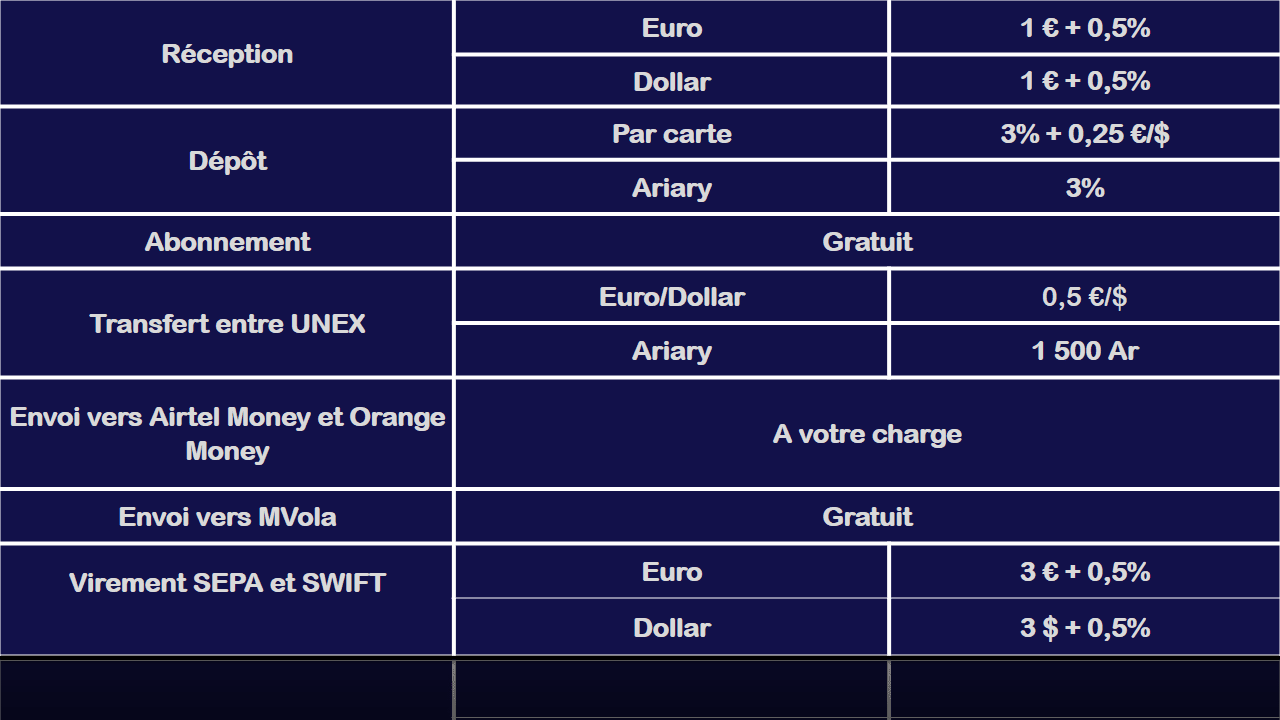 Réception
Euro
1 € + 0,5%
Dollar
1 € + 0,5%
Dépôt
Par carte
3% + 0,25 €/$
Ariary
3%
Abonnement
Gratuit
Transfert entre UNEX
Euro/Dollar
0,5 €/$
Ariary
1 500 Ar
Envoi vers Airtel Money et Orange
Money
A votre charge
Envoi vers MVola
Gratuit
Virement SEPA et SWIFT
Euro
3 € + 0,5%
Dollar
3 $ + 0,5%